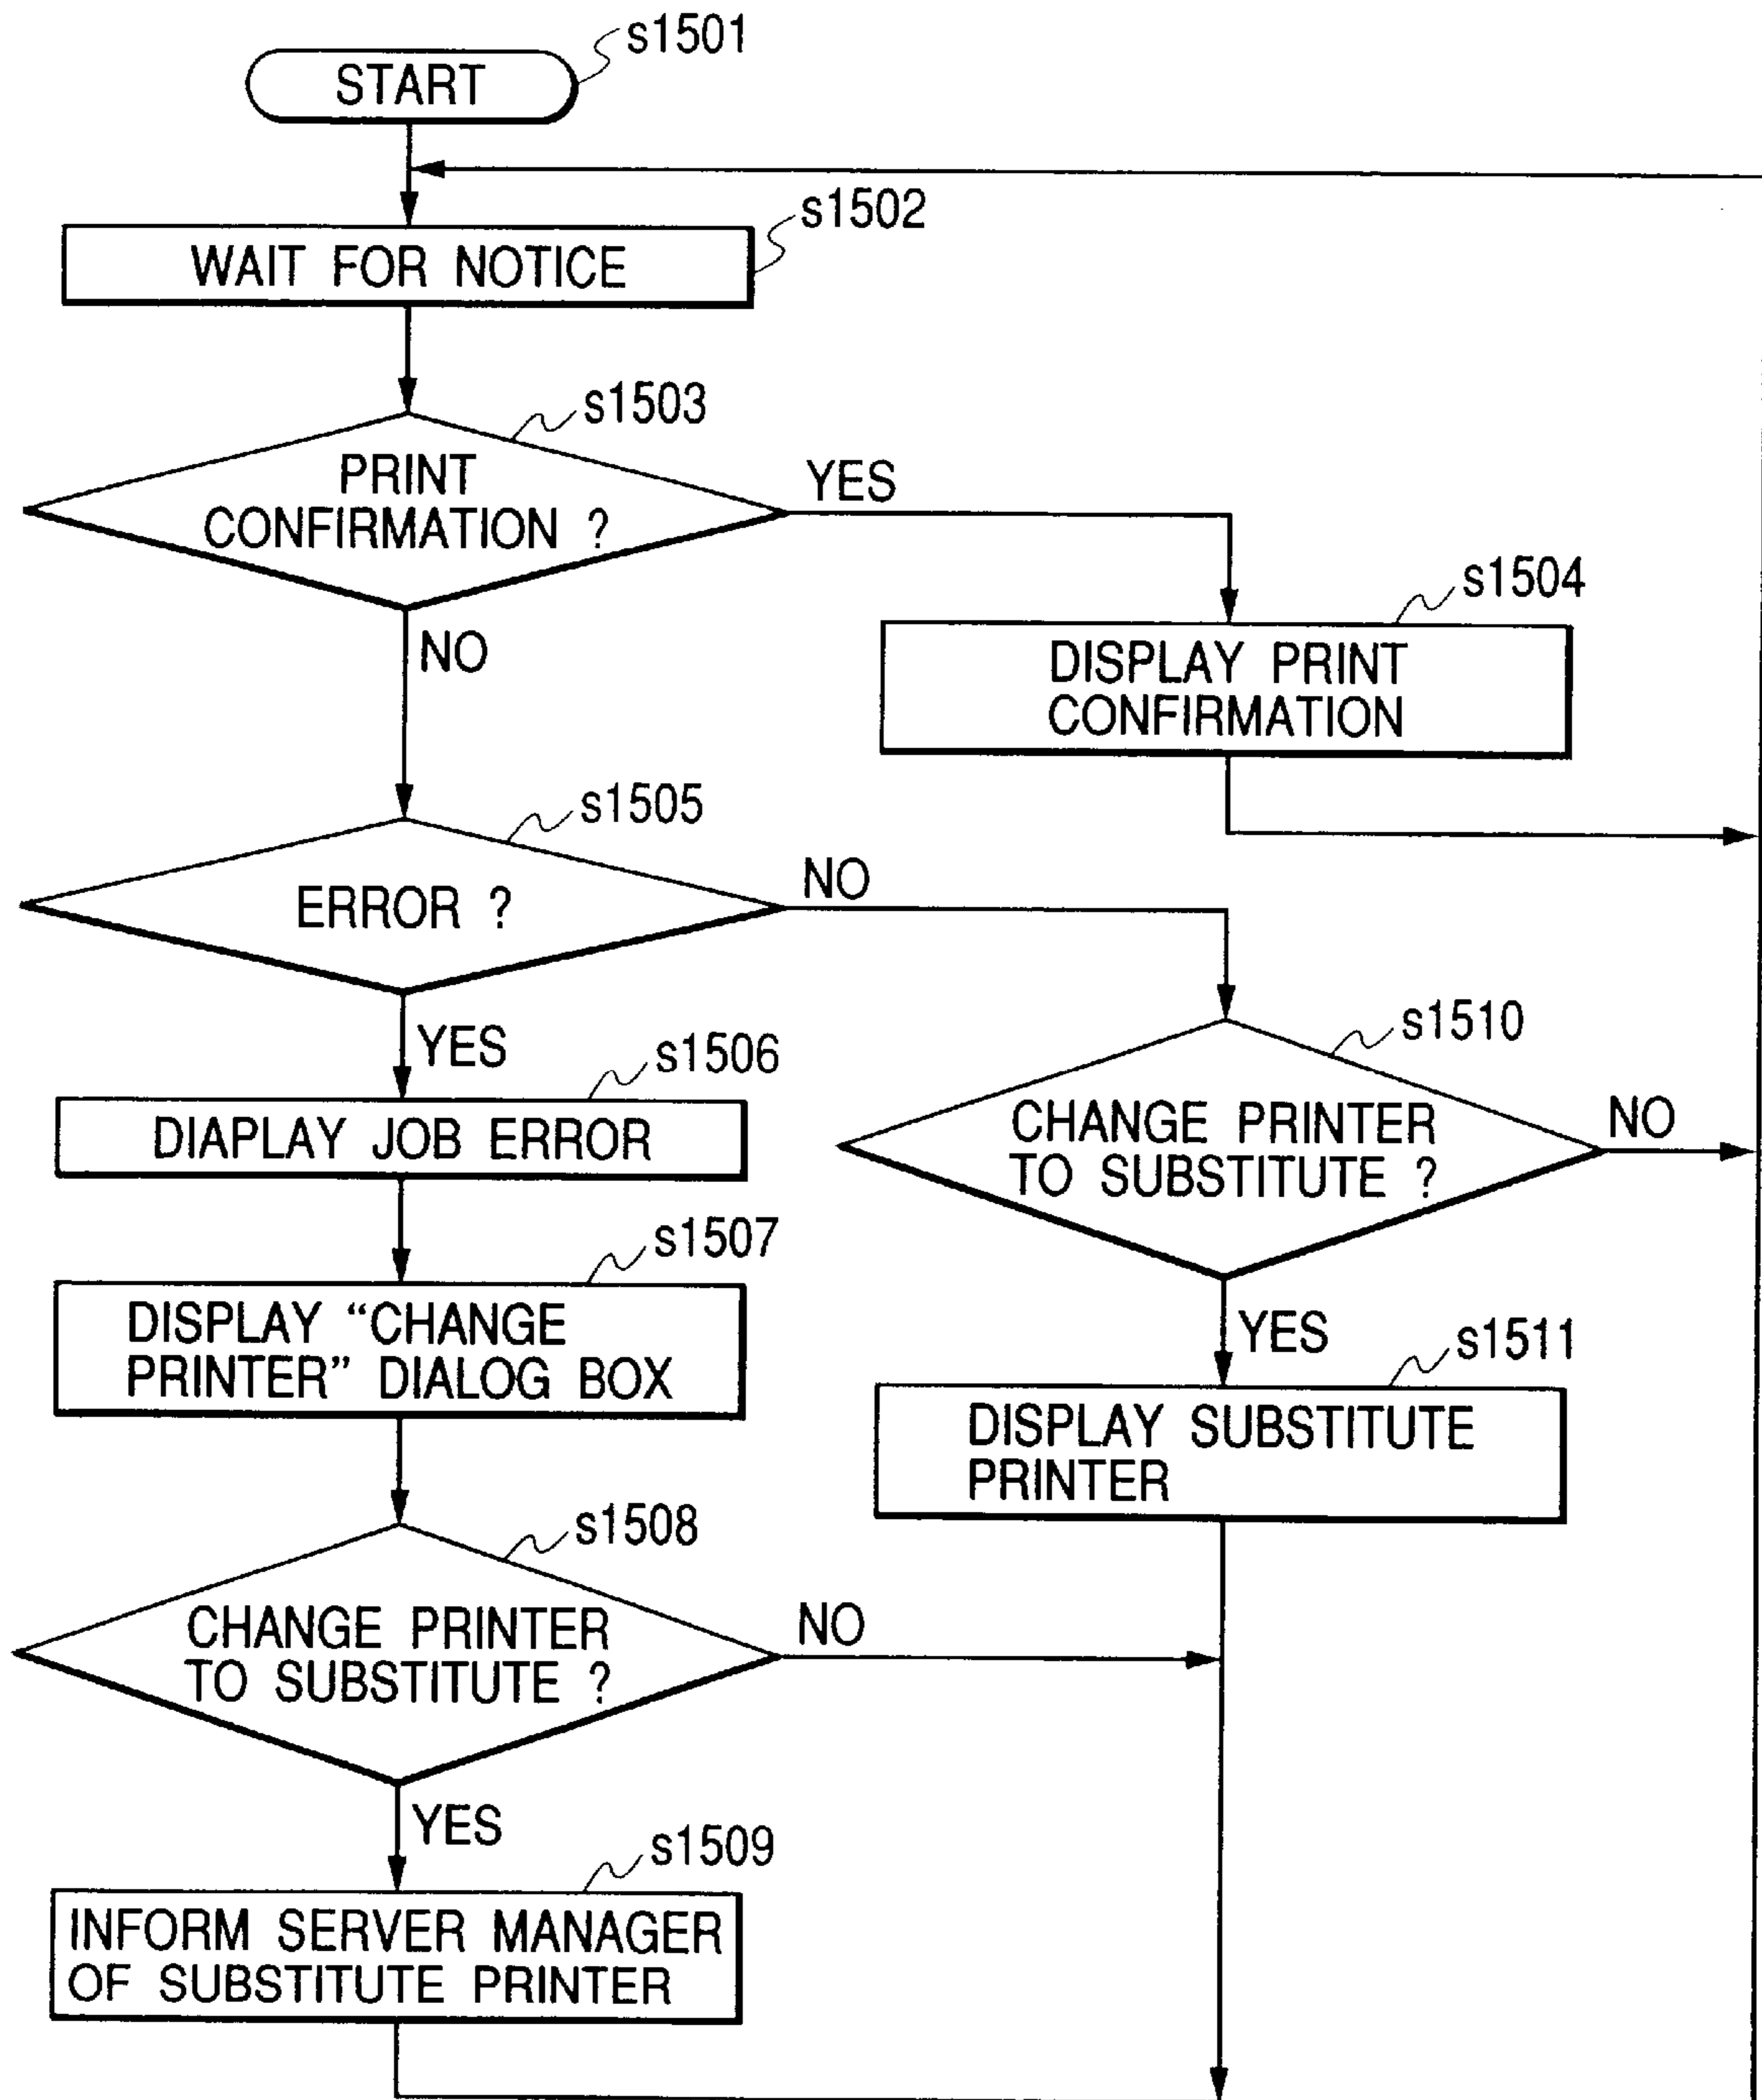 s1501
START
s1502
WAIT FOR NOTICE
s1503
PRINT
CONFIRMATION ?
YES
NO
s1504
DISPLAY PRINT
CONFIRMATION
s1505
ERROR ?
NO
YES
s1506
DIAPLAY JOB ERROR
s1507
DISPLAY “CHANGE
PRINTER” DIALOG BOX
s1508
CHANGE PRINTER
TO SUBSTITUTE ?
NO
YES
s1509
INFORM SERVER MANAGER
OF SUBSTITUTE PRINTER
s1510
CHANGE PRINTER
TO SUBSTITUTE ?
NO
YES
s1511
DISPLAY SUBSTITUTE
PRINTER